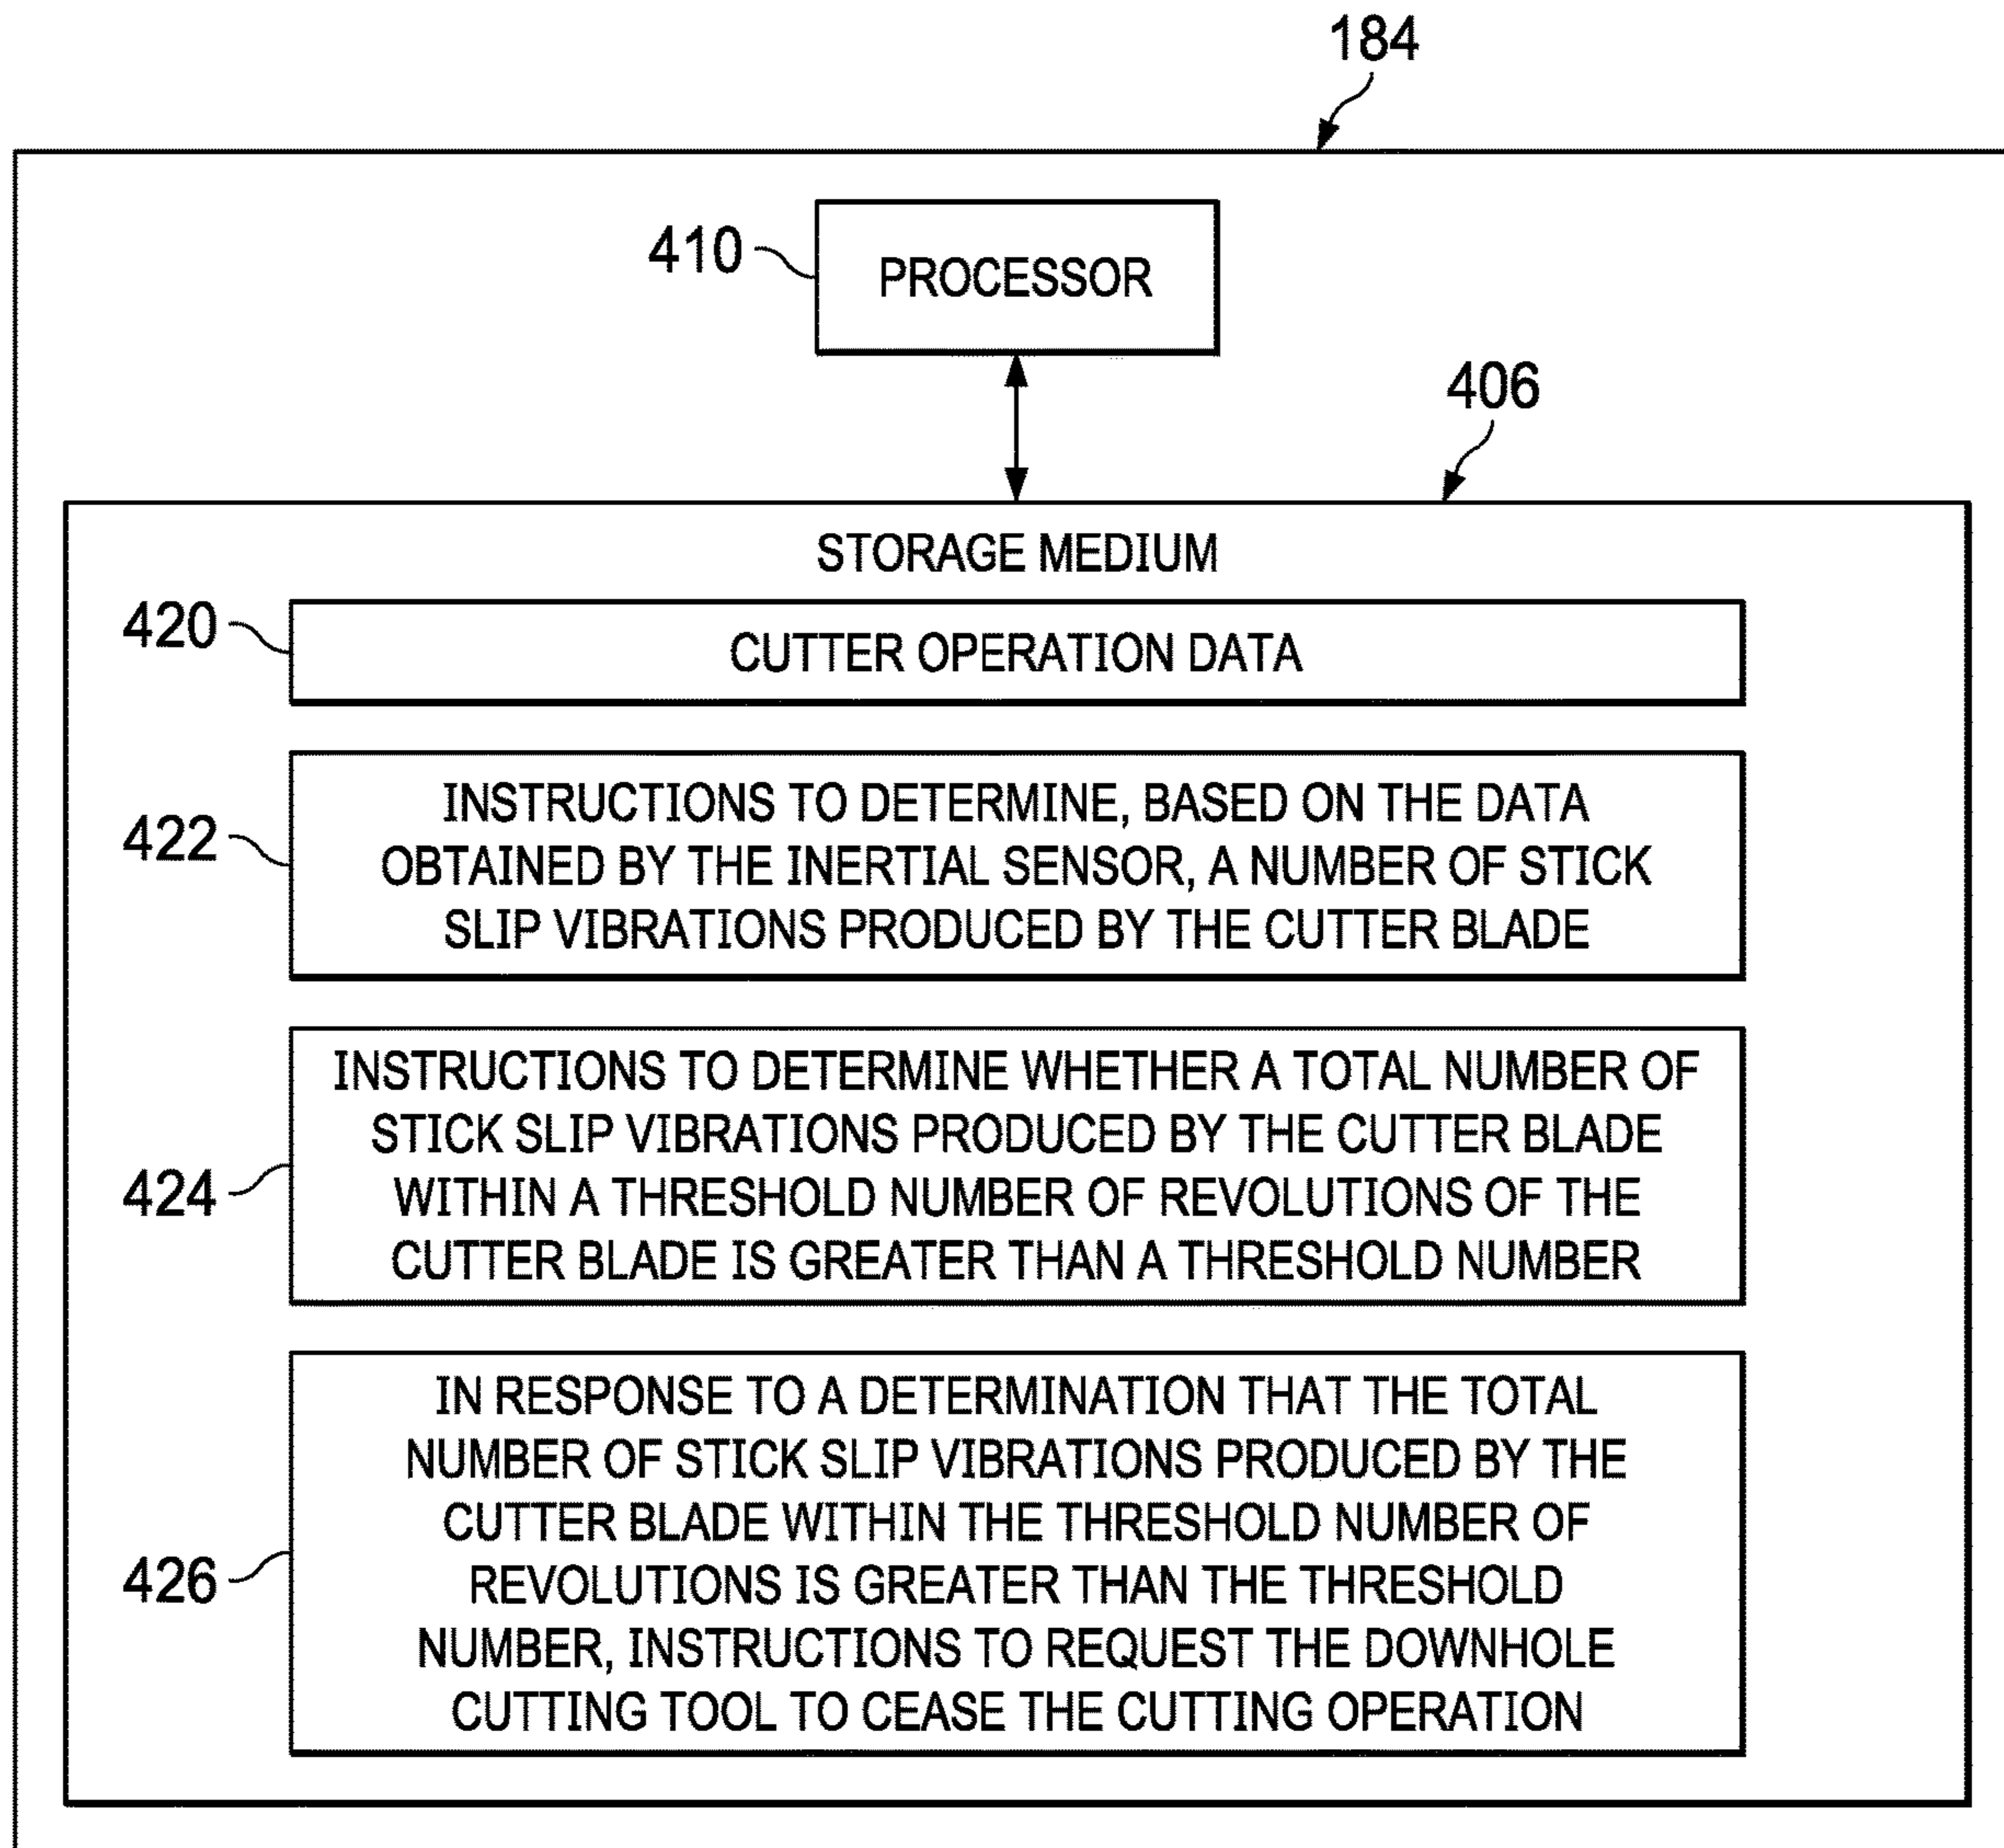 184
410
PROCESSOR
406
STORAGE MEDIUM
420
CUTTER OPERATION DATA
422
INSTRUCTIONS TO DETERMINE, BASED ON THE DATA
OBTAINED BY THE INERTIAL SENSOR, A NUMBER OF STICK
SLIP VIBRATIONS PRODUCED BY THE CUTTER BLADE
424
INSTRUCTIONS TO DETERMINE WHETHER A TOTAL NUMBER OF
STICK SLIP VIBRATIONS PRODUCED BY THE CUTTER BLADE
WITHIN A THRESHOLD NUMBER OF REVOLUTIONS OF THE
CUTTER BLADE IS GREATER THAN A THRESHOLD NUMBER
426
IN RESPONSE TO A DETERMINATION THAT THE TOTAL
NUMBER OF STICK SLIP VIBRATIONS PRODUCED BY THE
CUTTER BLADE WITHIN THE THRESHOLD NUMBER OF
REVOLUTIONS IS GREATER THAN THE THRESHOLD
NUMBER, INSTRUCTIONS TO REQUEST THE DOWNHOLE
CUTTING TOOL TO CEASE THE CUTTING OPERATION